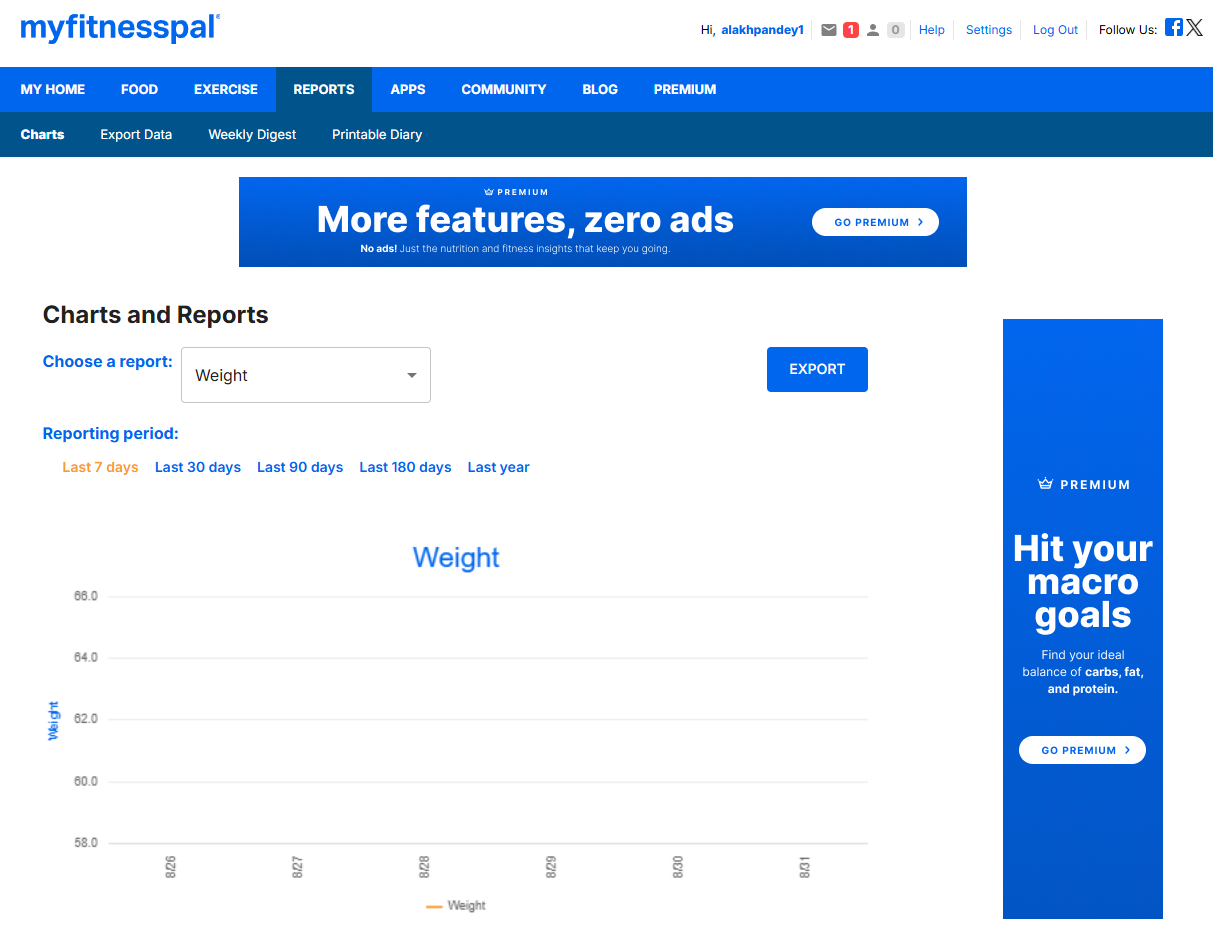 myfitnesspal®
Hi, alakhpandey1 1 0 Help Settings Log Out Follow Us:
MY HOME FOOD EXERCISE REPORTS APPS COMMUNITY BLOG PREMIUM
Charts Export Data Weekly Digest Printable Diary
PREMIUM
More features, zero ads
No ads! Just the nutrition and fitness insights that keep you going.
GO PREMIUM >
Charts and Reports
Choose a report: Weight EXPORT
Reporting period:
Last 7 days Last 30 days Last 90 days Last 180 days Last year
Weight
66.0
64.0
62.0
60.0
58.0
Weight
8/26 8/27 8/28 8/29 8/30 8/31
Weight
PREMIUM
Hit your
macro
goals
Find your ideal
balance of carbs, fat,
and protein.
GO PREMIUM >